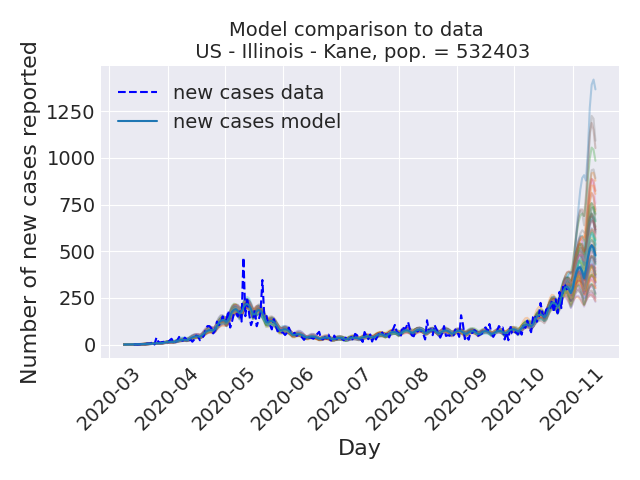 Model comparison to data
US - Illinois - Kane, pop. = 532403
new cases data
new cases model
Number of new cases reported
1250
1000
750
500
250
0
2020-03
2020-04
2020-05
2020-06
2020-07
2020-08
2020-09
2020-10
2020-11
Day